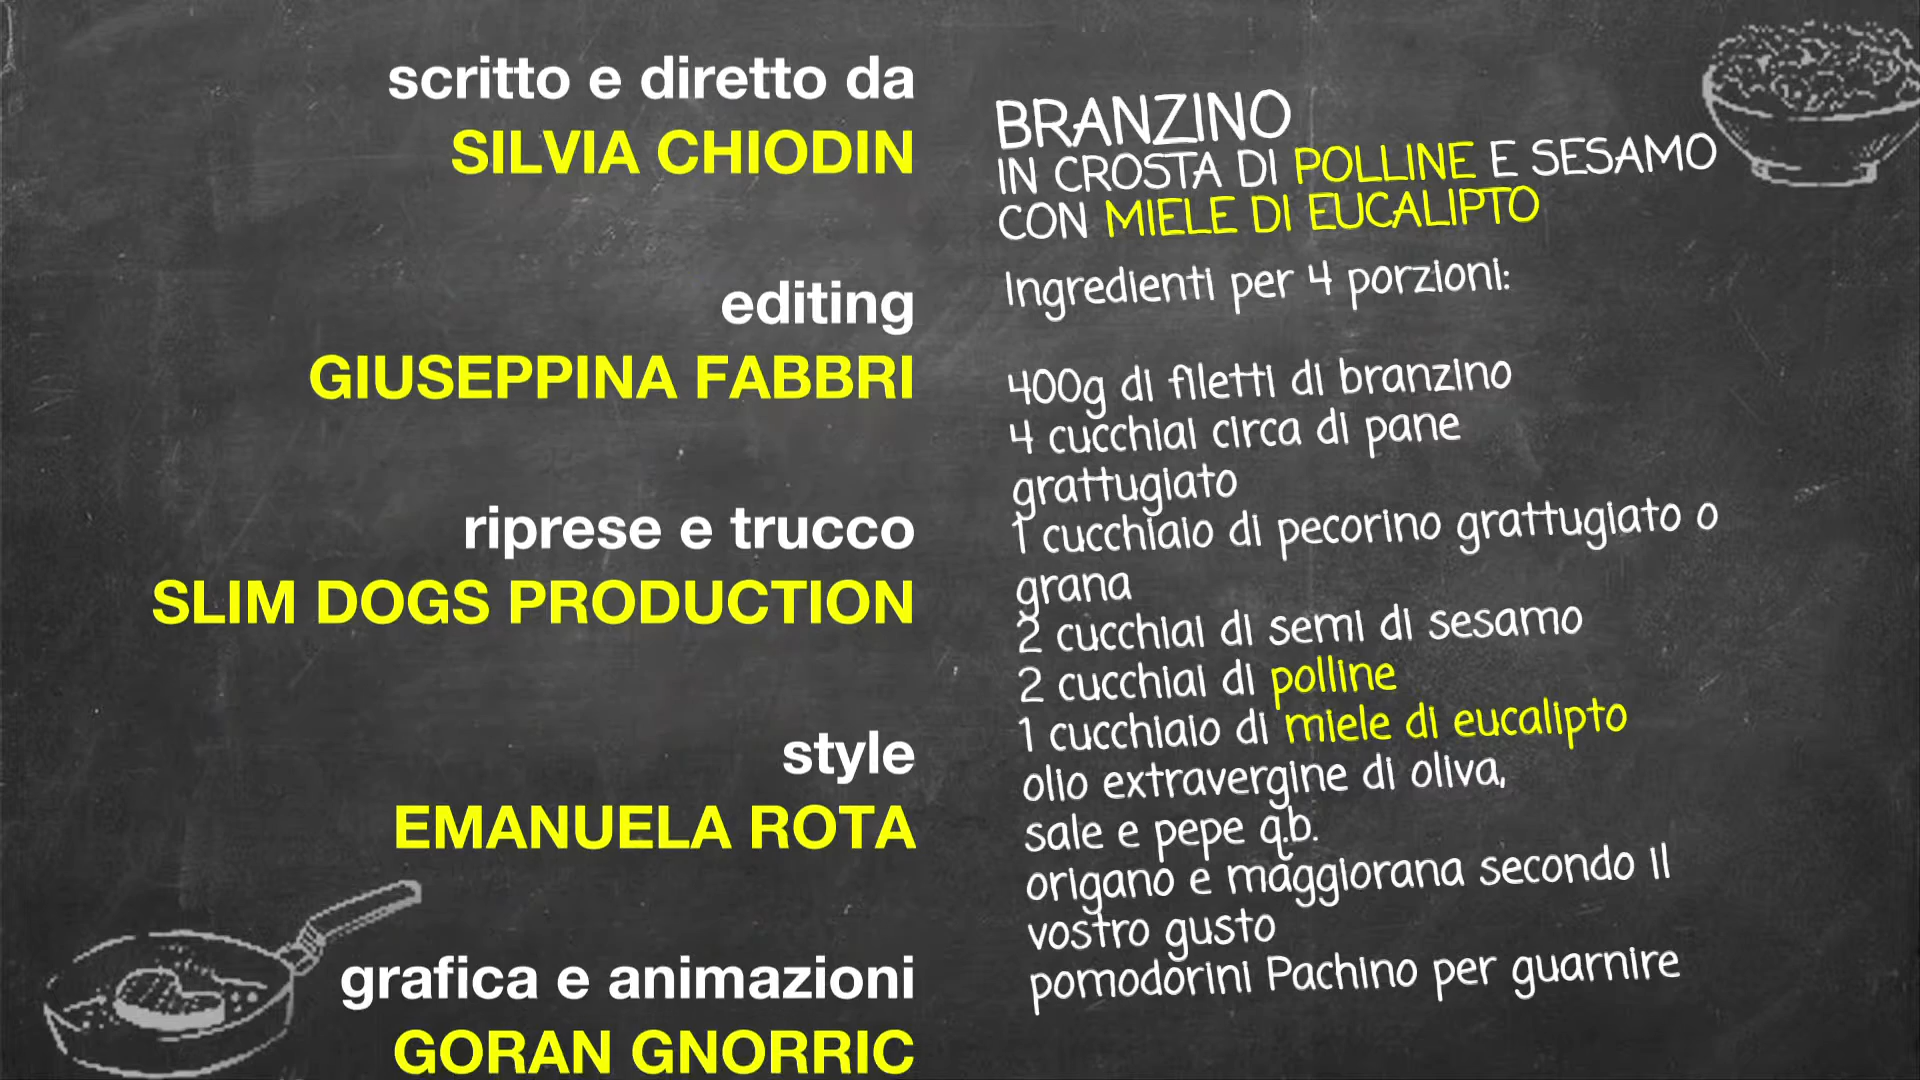 scritto e diretto da
SILVIA CHIODIN
editing
GIUSEPPINA FABBRI
riprese e trucco
SLIM DOGS PRODUCTION
style
EMANUELA ROTA
grafica e animazioni
GORAN GNORRIC
BRANZINO
IN CROSTA DI POLLINE E SESAMO
CON MIELE DI EUCALIPTO
Ingredienti per 4 porzioni:
400g di filetti di branzino
4 cucchiai circa di pane
grattugiato
1 cucchiaio di pecorino grattugiato o
grana
2 cucchiai di semi di sesamo
2 cucchiai di polline
1 cucchiaio di miele di eucalipto
olio extravergine di oliva,
sale e pepe q.b.
origano e maggiorana secondo il
vostro gusto
pomodorini Pachino per guarnire